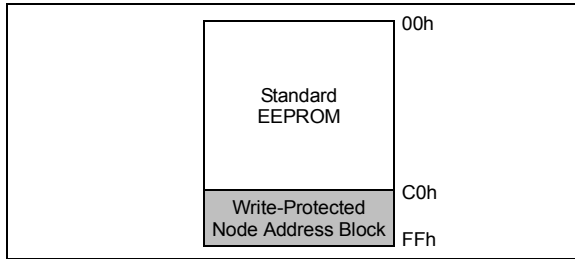 00h
Standard
EEPROM
C0h
Write-Protected
Node Address Block
FFh